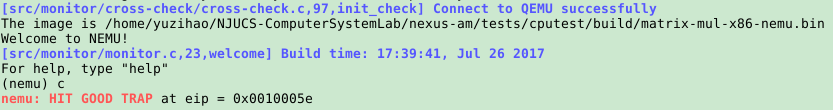 [src/monitor/cross-check/cross-check.c,97,init_check] Connect to QEMU successfully
The image is /home/yuzihao/NJUCS-ComputerSystemLab/nexus-am/tests/cputest/build/matrix-mul-x86-nemu.bin
Welcome to NEMU!
[src/monitor/monitor.c,23,welcome] Build time: 17:39:41, Jul 26 2017
For help, type "help"
(nemu) c
nemu: HIT GOOD TRAP at eip = 0x0010005e